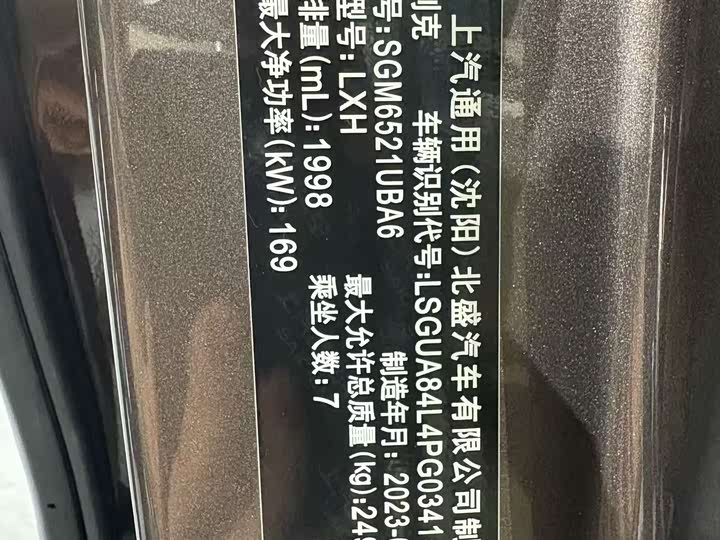 上汽通用(沈阳)北盛汽车有限公司制
别克 车辆识别代号:LSGUA84L4PG0341
号:SGM6521UBA6 制造年月:2023-
型号:LXH 最大允许总质量(kg):24
排量(mL):1998 乘坐人数:7
最大净功率(kW):169